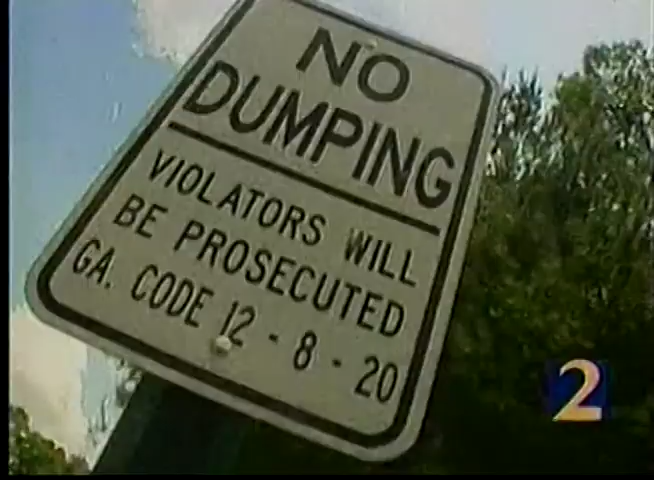 NO
DUMPING
VIOLATORS WILL
BE PROSECUTED
GA. CODE 12 - 8 - 20
2